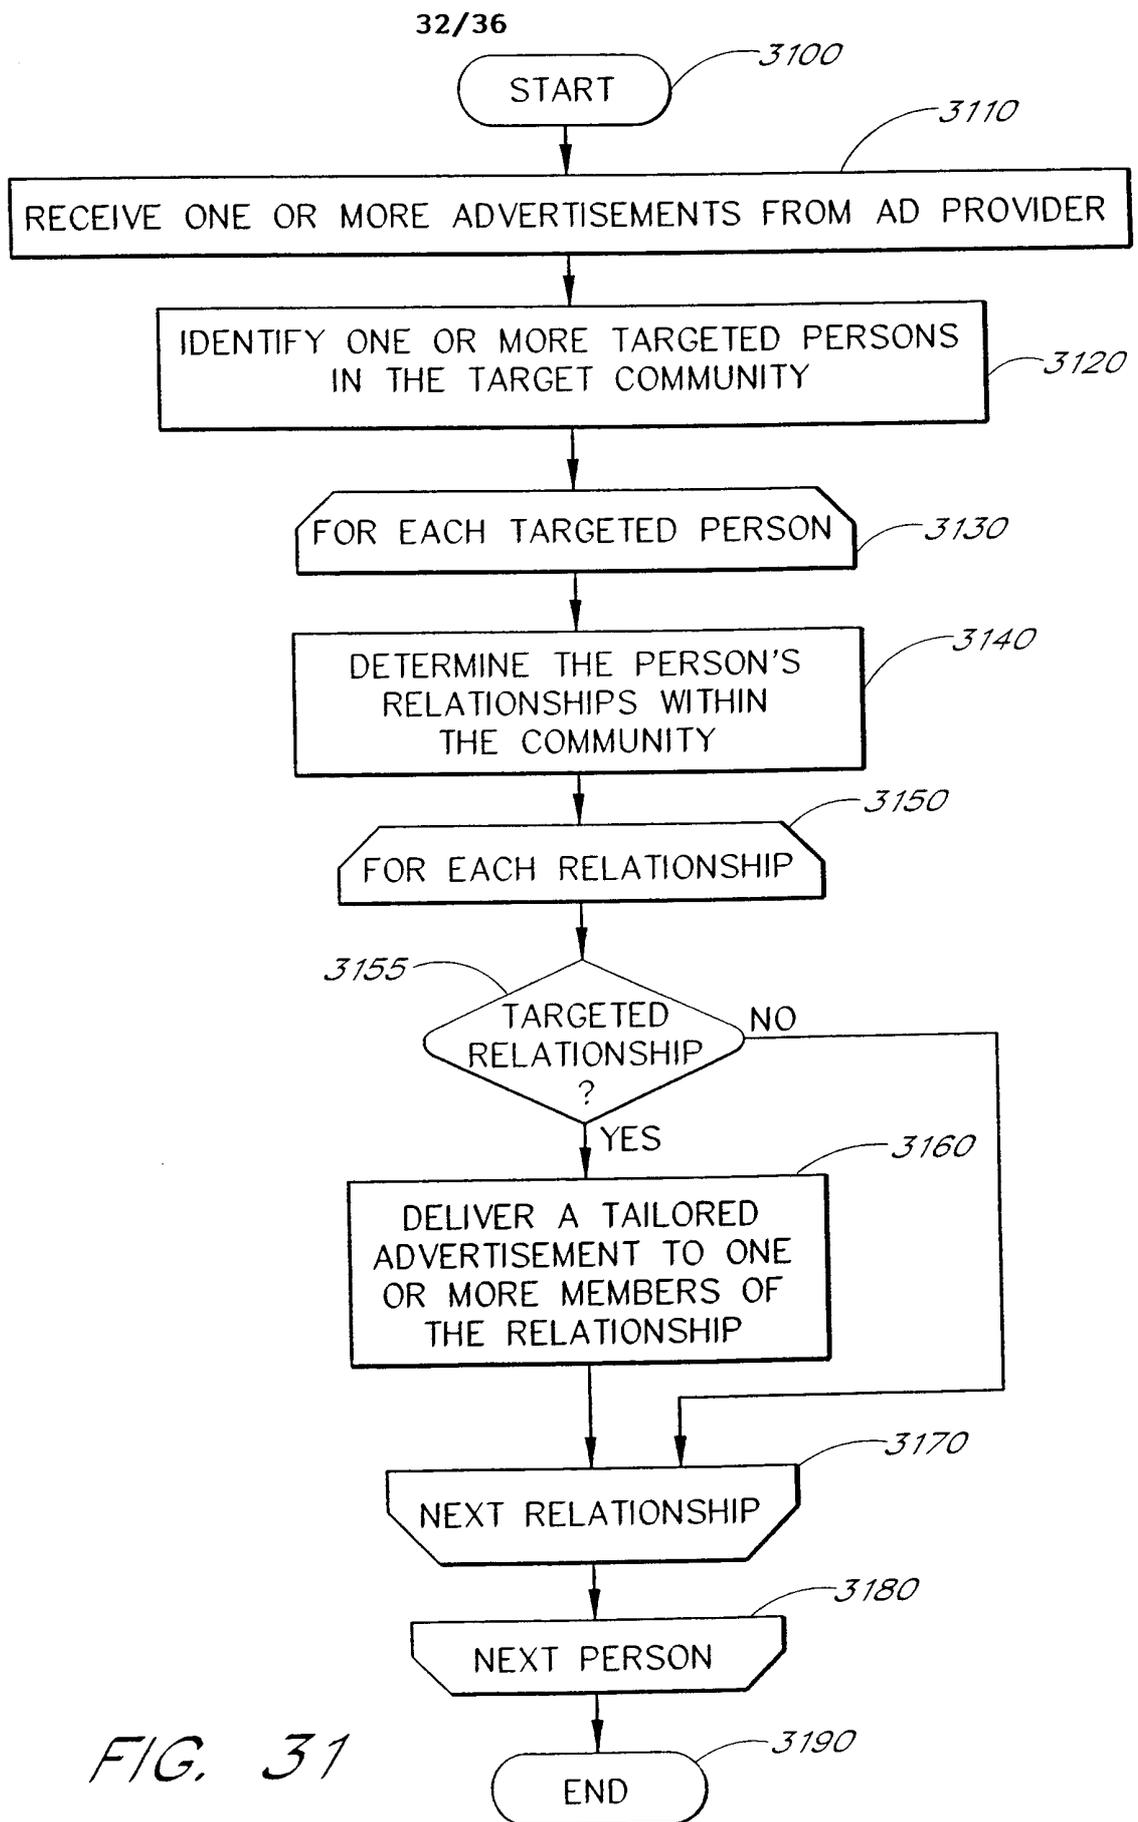 32/36
START
3100
3110
RECEIVE ONE OR MORE ADVERTISEMENTS FROM AD PROVIDER
IDENTIFY ONE OR MORE TARGETED PERSONS
IN THE TARGET COMMUNITY
3120
FOR EACH TARGETED PERSON
3130
3140
DETERMINE THE PERSON'S
RELATIONSHIPS WITHIN
THE COMMUNITY
3150
FOR EACH RELATIONSHIP
3155
TARGETED
RELATIONSHIP
?
NO
YES
3160
DELIVER A TAILORED
ADVERTISEMENT TO ONE
OR MORE MEMBERS OF
THE RELATIONSHIP
3170
NEXT RELATIONSHIP
3180
NEXT PERSON
3190
END
FIG. 31